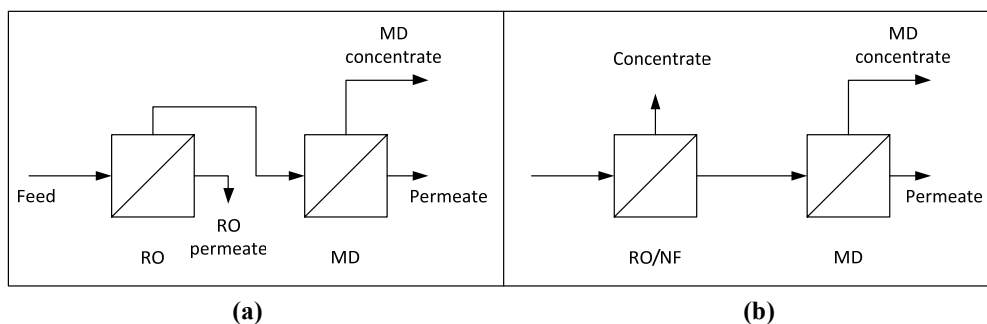 MD
concentrate
Feed
RO
permeate
Permeate
RO
MD
MD
concentrate
Concentrate
Permeate
RO/NF
MD
(a)
(b)